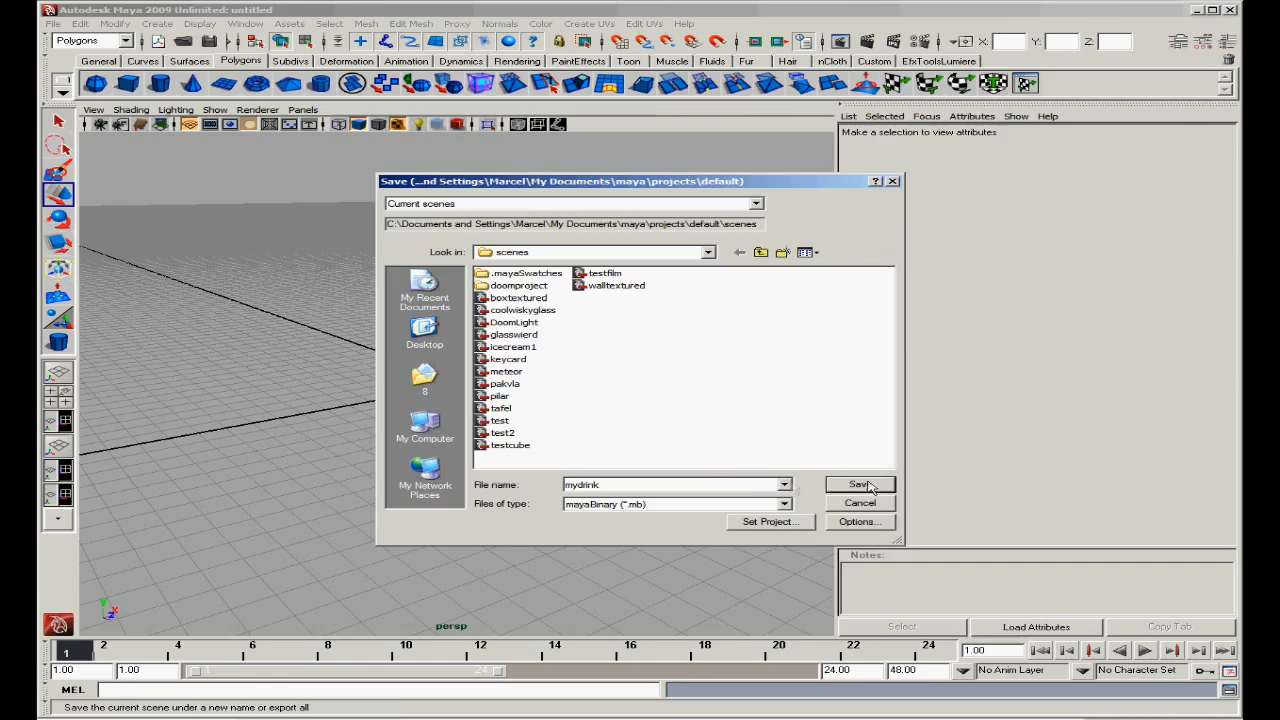 Autodesk Maya 2009 Unlimited: untitled
File Edit Modify Create Display Window Assets Select Mesh Edit Mesh Proxy Normals Color Create UVs Edit UVs Help
Polygons X: Y: Z:
General Curves Surfaces Polygons Subdivs Deformation Animation Dynamics Rendering PaintEffects Toon Muscle Fluids Fur Hair nCloth Custom EfxToolsLumiere
View Shading Lighting Show Renderer Panels
List Selected Focus Attributes Show Help
Make a selection to view attributes
Save (...nd Settings\Marcel\My Documents\maya\projects\default)
Current scenes
C:\Documents and Settings\Marcel\My Documents\maya\projects\default\scenes
Look in: scenes
My Recent Documents
Desktop
8
My Computer
My Network Places
.mayaSwatches
doomproject
boxtextured
coolwiskyglass
DoomLight
glasswierd
icecream1
keycard
meteor
pakvla
pilar
tafel
test
test2
testcube
testfilm
walltextured
File name: mydrink Save
Files of type: mayaBinary (*.mb) Cancel
Set Project... Options...
Notes:
Select Load Attributes Copy Tab
Y X Z
persp
1 2 4 6 8 10 12 14 16 18 20 22 24 1.00
1.00 1.00 1 24 24.00 48.00 No Anim Layer No Character Set
MEL
Save the current scene under a new name or export all